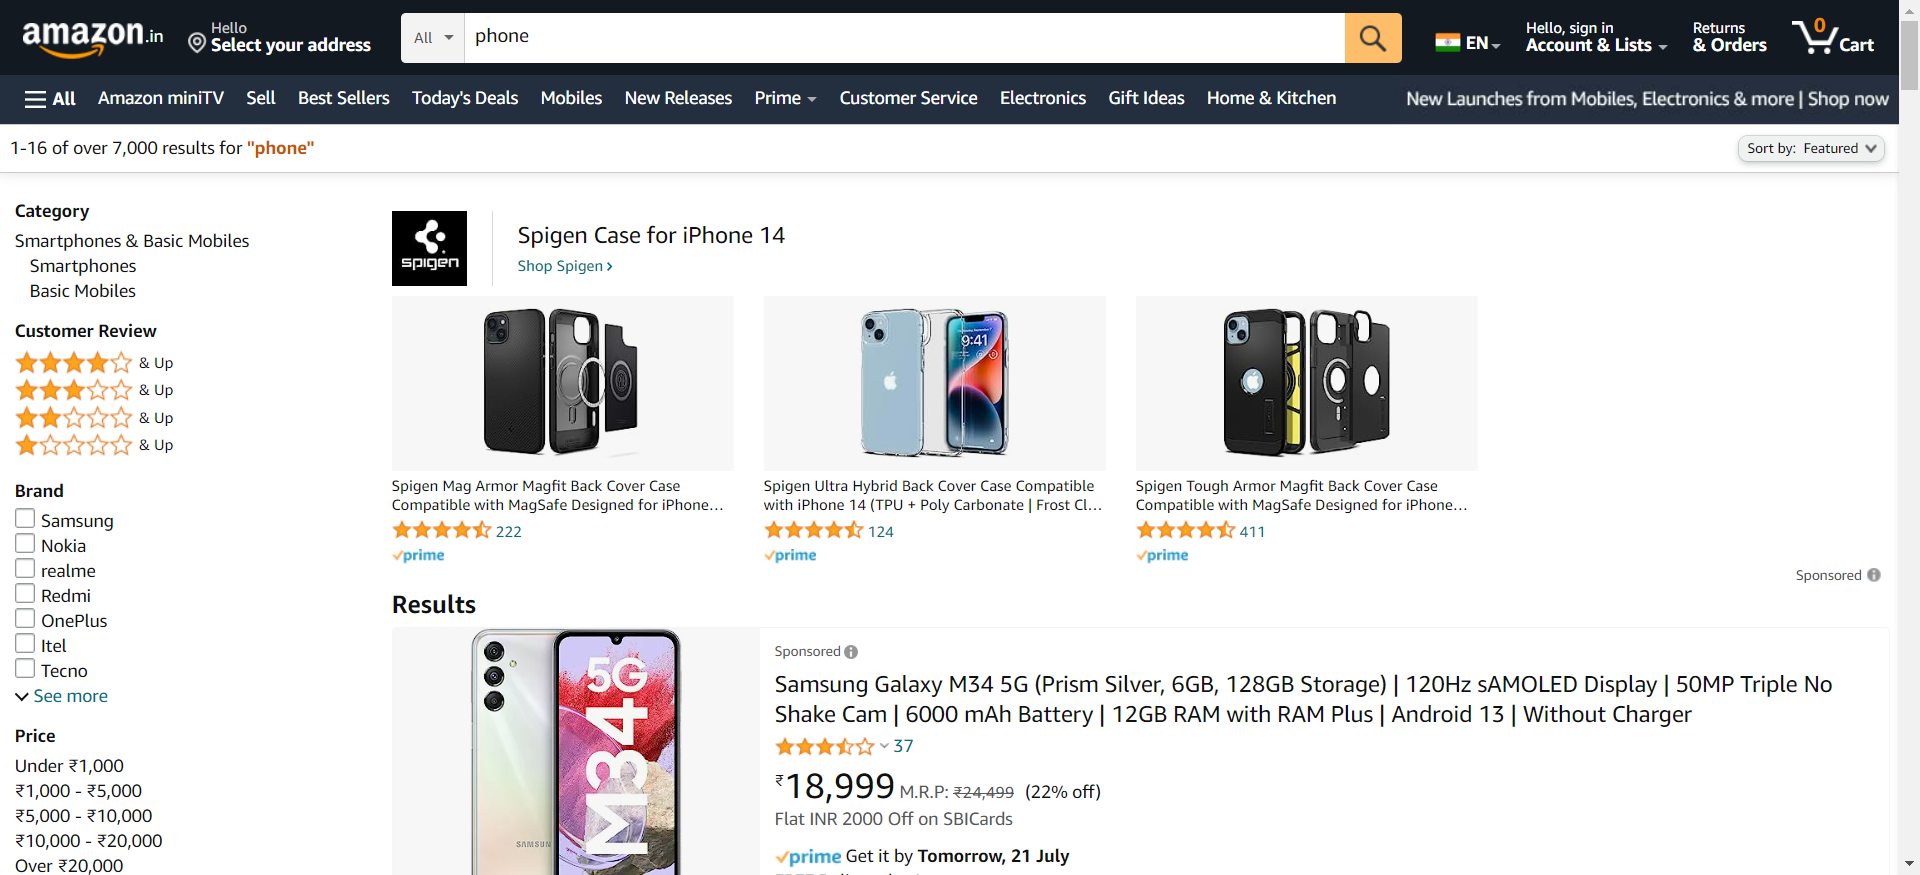 amazon.in
Hello
Select your address
All
phone
EN
Hello, sign in
Account & Lists
Returns
& Orders
0
Cart
All
Amazon miniTV
Sell
Best Sellers
Today's Deals
Mobiles
New Releases
Prime
Customer Service
Electronics
Gift Ideas
Home & Kitchen
New Launches from Mobiles, Electronics & more | Shop now
1-16 of over 7,000 results for "phone"
Sort by: Featured
Category
Smartphones & Basic Mobiles
Smartphones
Basic Mobiles
Customer Review
& Up
& Up
& Up
& Up
Brand
Samsung
Nokia
realme
Redmi
OnePlus
Itel
Tecno
See more
Price
Under ₹1,000
₹1,000 - ₹5,000
₹5,000 - ₹10,000
₹10,000 - ₹20,000
Over ₹20,000
spigen
Spigen Case for iPhone 14
Shop Spigen ›
9:41
Spigen Mag Armor Magfit Back Cover Case
Compatible with MagSafe Designed for iPhone…
222
prime
Spigen Ultra Hybrid Back Cover Case Compatible
with iPhone 14 (TPU + Poly Carbonate | Frost Cl…
124
prime
Spigen Tough Armor Magfit Back Cover Case
Compatible with MagSafe Designed for iPhone…
411
prime
Sponsored
Results
5G
M34
SAMSUNG
Sponsored
Samsung Galaxy M34 5G (Prism Silver, 6GB, 128GB Storage) | 120Hz sAMOLED Display | 50MP Triple No
Shake Cam | 6000 mAh Battery | 12GB RAM with RAM Plus | Android 13 | Without Charger
37
₹18,999 M.R.P: ₹24,499 (22% off)
Flat INR 2000 Off on SBICards
prime Get it by Tomorrow, 21 July